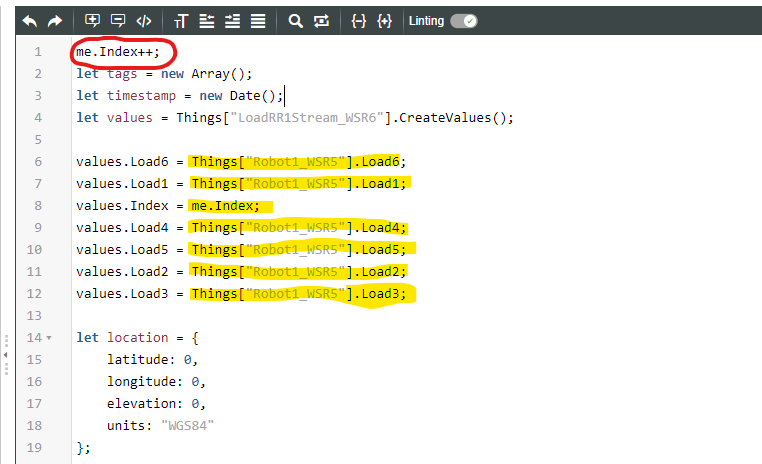 Linting
1 me.Index++;
2 let tags = new Array();
3 let timestamp = new Date();
4 let values = Things["LoadRR1Stream_WSR6"].CreateValues();
5
6 values.Load6 = Things["Robot1_WSR5"].Load6;
7 values.Load1 = Things["Robot1_WSR5"].Load1;
8 values.Index = me.Index;
9 values.Load4 = Things["Robot1_WSR5"].Load4;
10 values.Load5 = Things["Robot1_WSR5"].Load5;
11 values.Load2 = Things["Robot1_WSR5"].Load2;
12 values.Load3 = Things["Robot1_WSR5"].Load3;
13
14 let location = {
15     latitude: 0,
16     longitude: 0,
17     elevation: 0,
18     units: "WGS84"
19 };